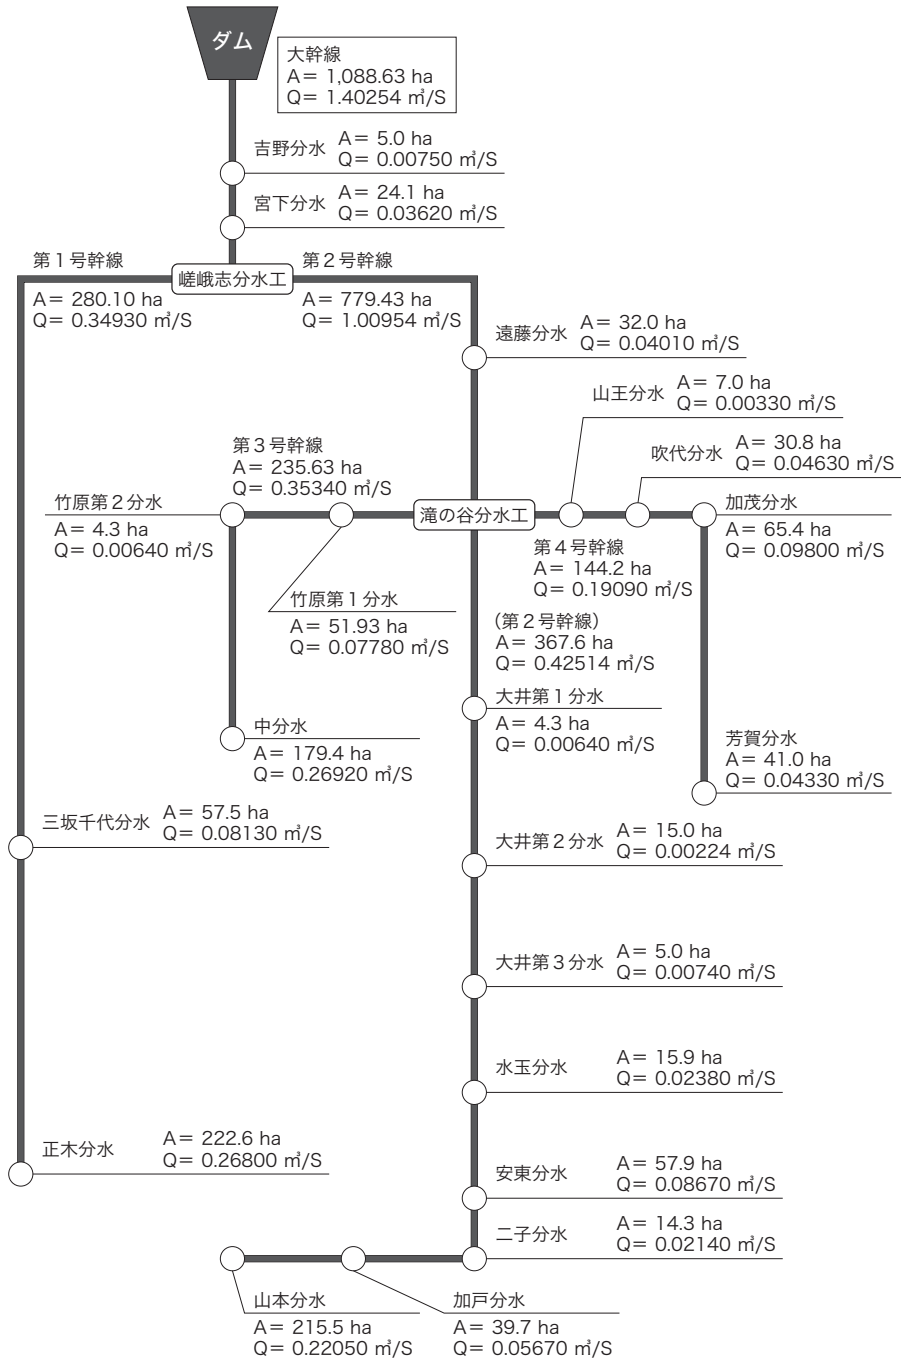 ダム
大幹線
A= 1,088.63 ha
Q= 1.40254 ㎥/S
吉野分水
A= 5.0 ha
Q= 0.00750 ㎥/S
宮下分水
A= 24.1 ha
Q= 0.03620 ㎥/S
嵯峨志分水工
第1号幹線
A= 280.10 ha
Q= 0.34930 ㎥/S
第2号幹線
A= 779.43 ha
Q= 1.00954 ㎥/S
遠藤分水
A= 32.0 ha
Q= 0.04010 ㎥/S
山王分水
A= 7.0 ha
Q= 0.00330 ㎥/S
吹代分水
A= 30.8 ha
Q= 0.04630 ㎥/S
第3号幹線
A= 235.63 ha
Q= 0.35340 ㎥/S
竹原第2分水
A= 4.3 ha
Q= 0.00640 ㎥/S
滝の谷分水工
加茂分水
A= 65.4 ha
Q= 0.09800 ㎥/S
第4号幹線
A= 144.2 ha
Q= 0.19090 ㎥/S
竹原第1分水
A= 51.93 ha
Q= 0.07780 ㎥/S
(第2号幹線)
A= 367.6 ha
Q= 0.42514 ㎥/S
大井第1分水
A= 4.3 ha
Q= 0.00640 ㎥/S
中分水
A= 179.4 ha
Q= 0.26920 ㎥/S
芳賀分水
A= 41.0 ha
Q= 0.04330 ㎥/S
三坂千代分水
A= 57.5 ha
Q= 0.08130 ㎥/S
大井第2分水
A= 15.0 ha
Q= 0.00224 ㎥/S
大井第3分水
A= 5.0 ha
Q= 0.00740 ㎥/S
水玉分水
A= 15.9 ha
Q= 0.02380 ㎥/S
正木分水
A= 222.6 ha
Q= 0.26800 ㎥/S
安東分水
A= 57.9 ha
Q= 0.08670 ㎥/S
二子分水
A= 14.3 ha
Q= 0.02140 ㎥/S
山本分水
A= 215.5 ha
Q= 0.22050 ㎥/S
加戸分水
A= 39.7 ha
Q= 0.05670 ㎥/S